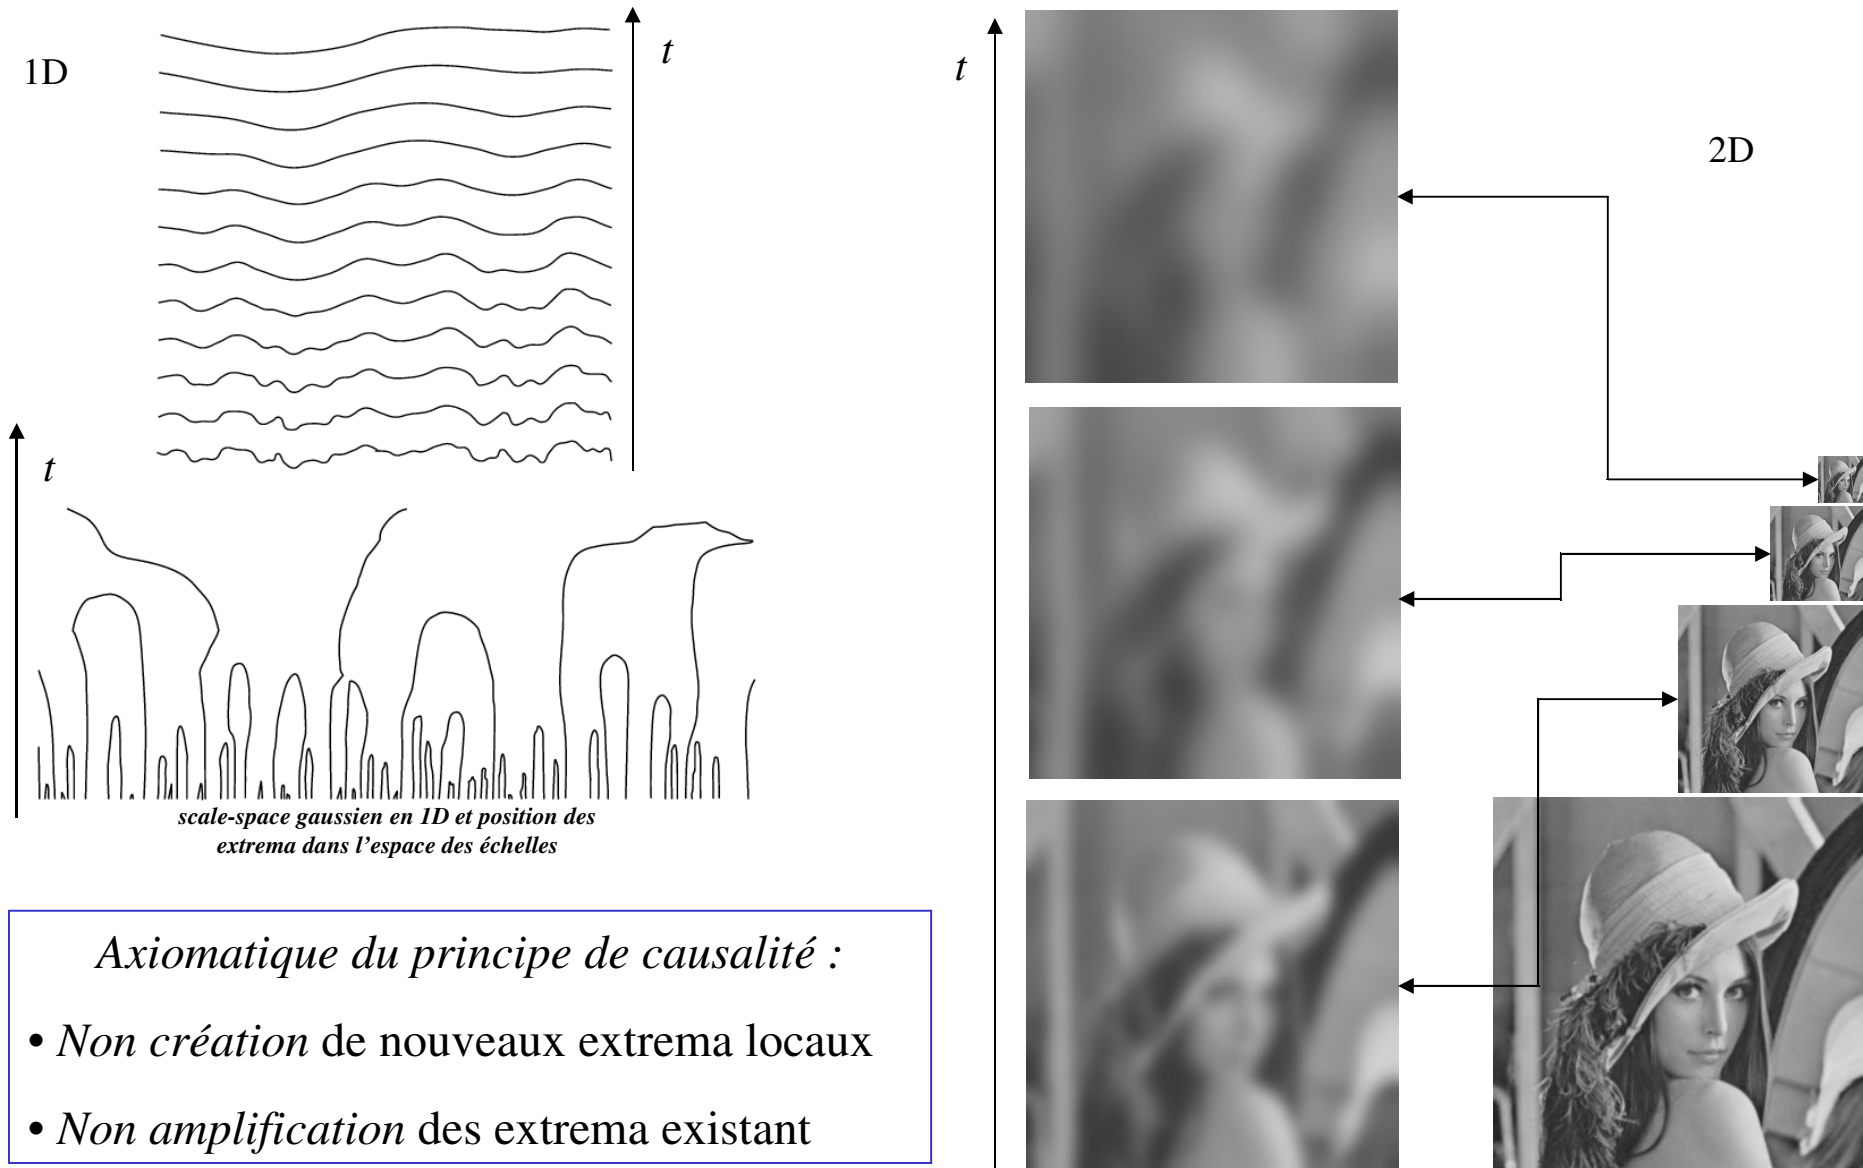 1D
t
t
scale-space gaussien en 1D et position des
extrema dans l'espace des échelles
Axiomatique du principe de causalité :
• Non création de nouveaux extrema locaux
• Non amplification des extrema existant
t
2D